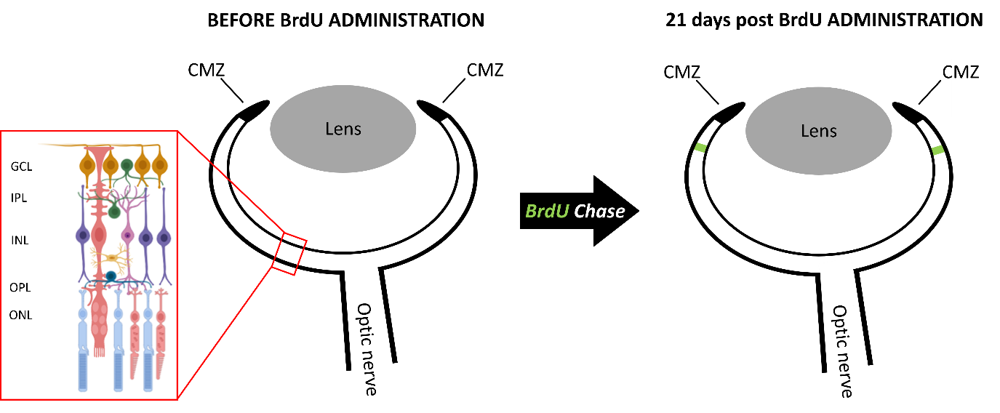 BEFORE BrdU ADMINISTRATION
21 days post BrdU ADMINISTRATION
CMZ
CMZ
CMZ
CMZ
Lens
Lens
GCL
IPL
INL
OPL
ONL
BrdU Chase
Optic nerve
Optic nerve